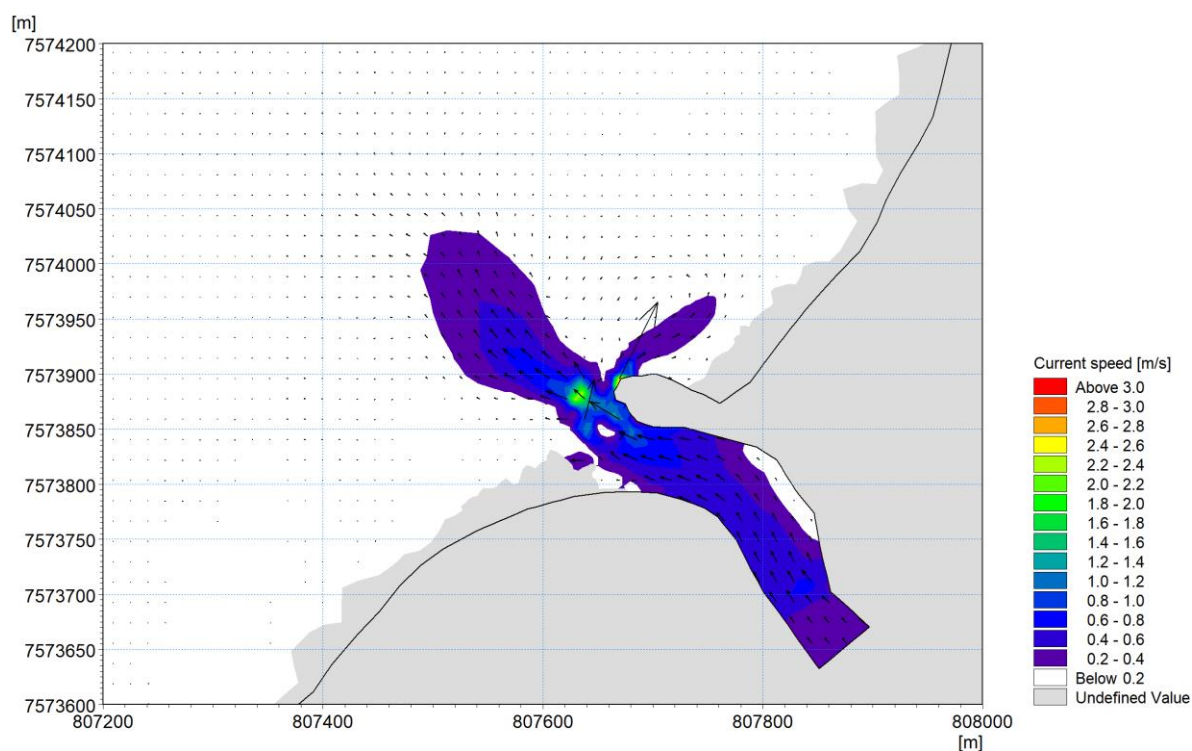 [m]
7574200
7574150
7574100
7574050
7574000
7573950
7573900
7573850
7573800
7573750
7573700
7573650
7573600
807200 807400 807600 807800 808000
[m]
Current speed [m/s]
Above 3.0
2.8 - 3.0
2.6 - 2.8
2.4 - 2.6
2.2 - 2.4
2.0 - 2.2
1.8 - 2.0
1.6 - 1.8
1.4 - 1.6
1.2 - 1.4
1.0 - 1.2
0.8 - 1.0
0.6 - 0.8
0.4 - 0.6
0.2 - 0.4
Below 0.2
Undefined Value